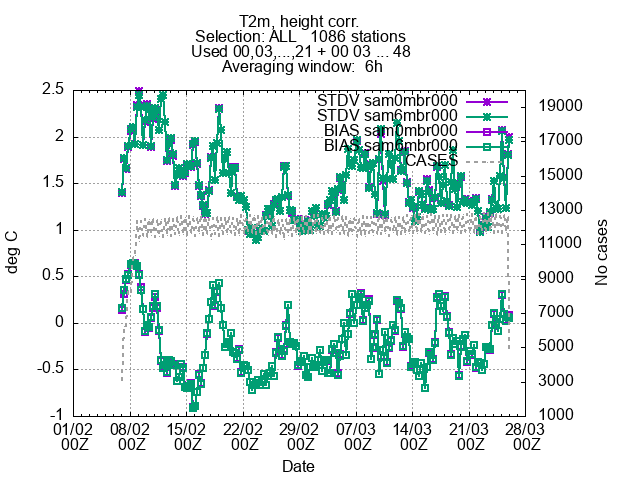 T2m, height corr.
Selection: ALL   1086 stations
Used 00,03,...,21 + 00 03 ... 48
Averaging window:  6h
STDV sam0mbr000
STDV sam6mbr000
BIAS sam0mbr000
BIAS sam6mbr000
CASES
2.5
2
1.5
1
0.5
0
-0.5
-1
deg C
19000
17000
15000
13000
11000
9000
7000
5000
3000
1000
No cases
01/02 08/02 15/02 22/02 29/02 07/03 14/03 21/03 28/03
00Z 00Z 00Z 00Z 00Z 00Z 00Z 00Z 00Z
Date